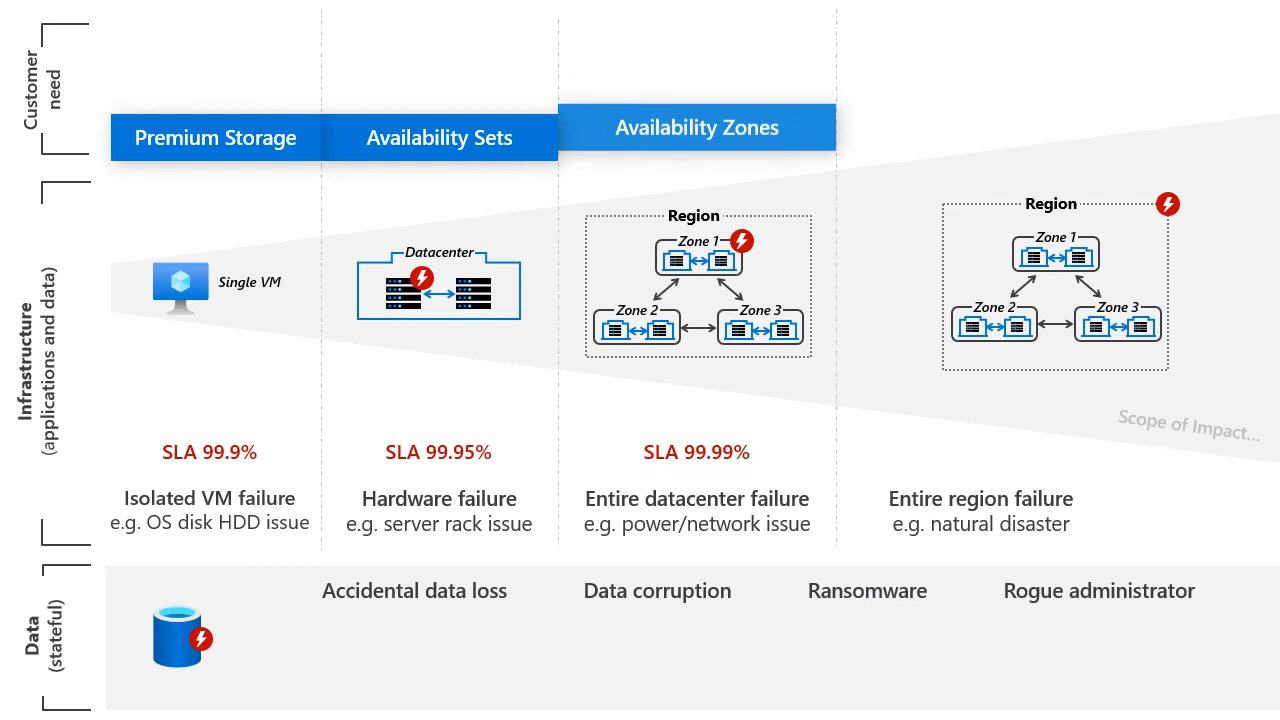 Customer
need
Premium Storage
Availability Sets
Availability Zones
Infrastructure
(applications and data)
Single VM
Datacenter
Region
Zone 1
Zone 2
Zone 3
Region
Zone 1
Zone 2
Zone 3
Scope of Impact...
SLA 99.9%
SLA 99.95%
SLA 99.99%
Isolated VM failure
e.g. OS disk HDD issue
Hardware failure
e.g. server rack issue
Entire datacenter failure
e.g. power/network issue
Entire region failure
e.g. natural disaster
Data
(stateful)
Accidental data loss
Data corruption
Ransomware
Rogue administrator